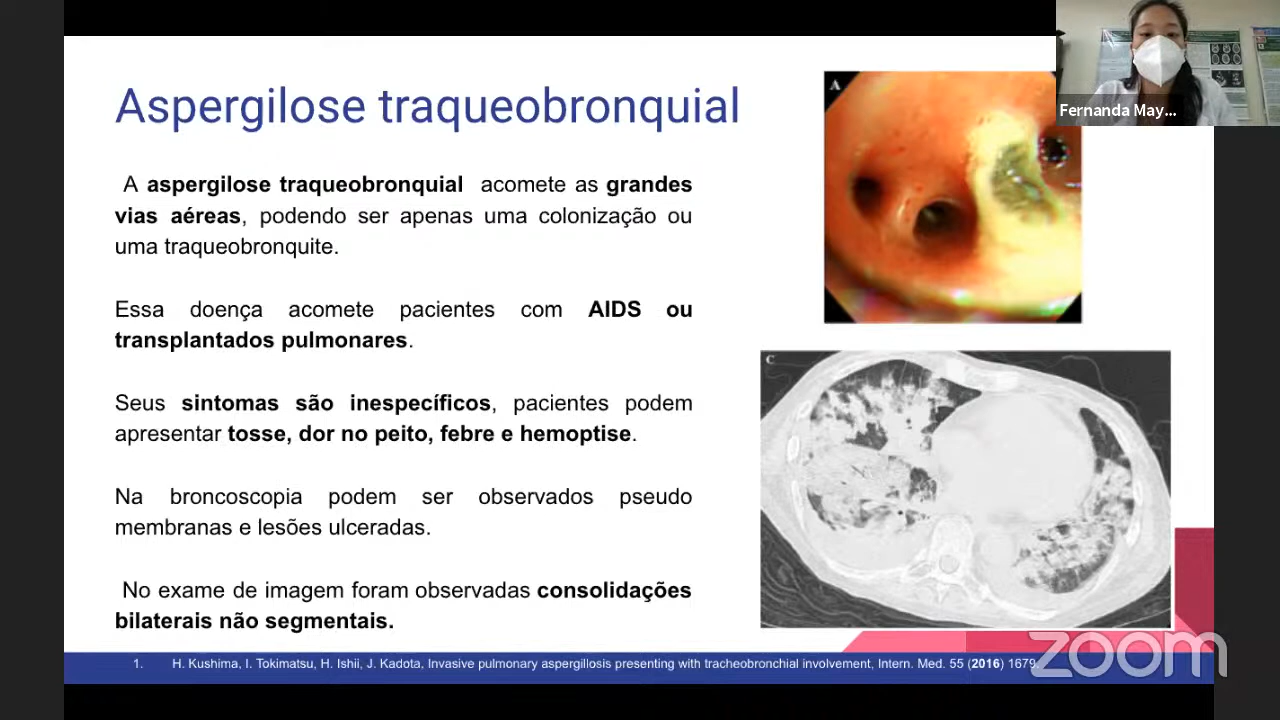 Aspergilose traqueobronquial
A aspergilose traqueobronquial acomete as grandes
vias aéreas, podendo ser apenas uma colonização ou
uma traqueobronquite.
Essa doença acomete pacientes com AIDS ou
transplantados pulmonares.
Seus sintomas são inespecíficos, pacientes podem
apresentar tosse, dor no peito, febre e hemoptise.
Na broncoscopia podem ser observados pseudo
membranas e lesões ulceradas.
No exame de imagem foram observadas consolidações
bilaterais não segmentais.
A
Fernanda May...
C
1. H. Kushima, I. Tokimatsu, H. Ishii, J. Kadota, Invasive pulmonary aspergillosis presenting with tracheobronchial involvement, Intern. Med. 55 (2016) 1679.
zoom